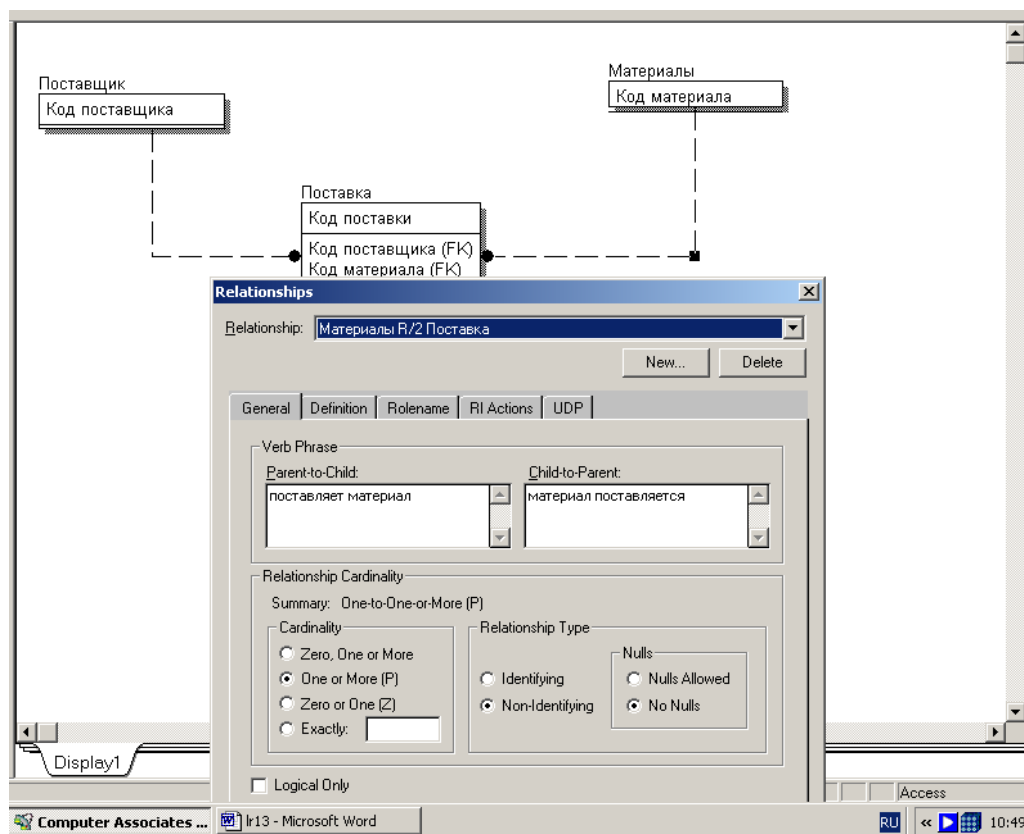 Поставщик
Код поставщика
Материалы
Код материала
Поставка
Код поставки
Код поставщика (FK)
Код материала (FK)
Relationships
Relationship: Материалы R/2 Поставка
New... Delete
General Definition Rolename RI Actions UDP
Verb Phrase
Parent-to-Child: Child-to-Parent:
поставляет материал материал поставляется
Relationship Cardinality
Summary: One-to-One-or-More (P)
Cardinality Relationship Type
Nulls
Zero, One or More
One or More (P) Identifying Nulls Allowed
Zero or One (Z) Non-Identifying No Nulls
Exactly:
Logical Only
Display1
Access
Computer Associates ... lr13 - Microsoft Word RU « 10:49